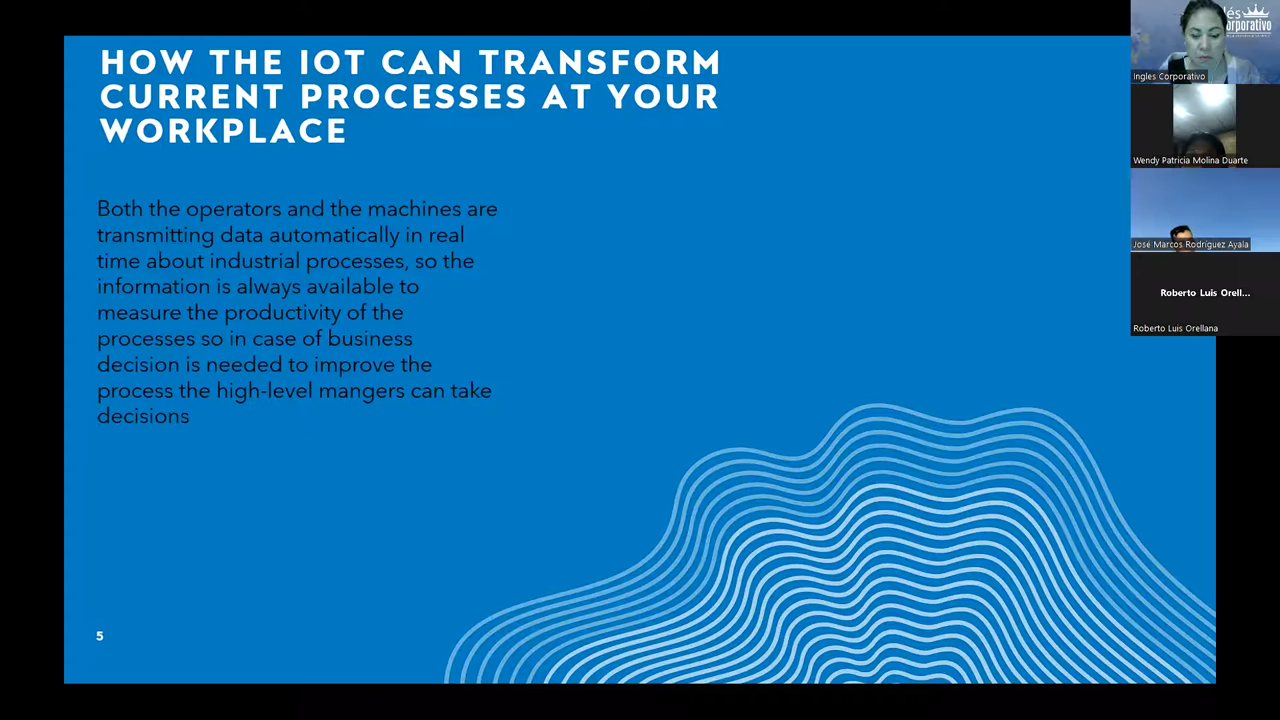 HOW THE IOT CAN TRANSFORM
CURRENT PROCESSES AT YOUR
WORKPLACE
Both the operators and the machines are
transmitting data automatically in real
time about industrial processes, so the
information is always available to
measure the productivity of the
processes so in case of business
decision is needed to improve the
process the high-level mangers can take
decisions
5
Ingles Corporativo
Wendy Patricia Molina Duarte
José Marcos Rodríguez Ayala
Roberto Luis Orell...
Roberto Luis Orellana